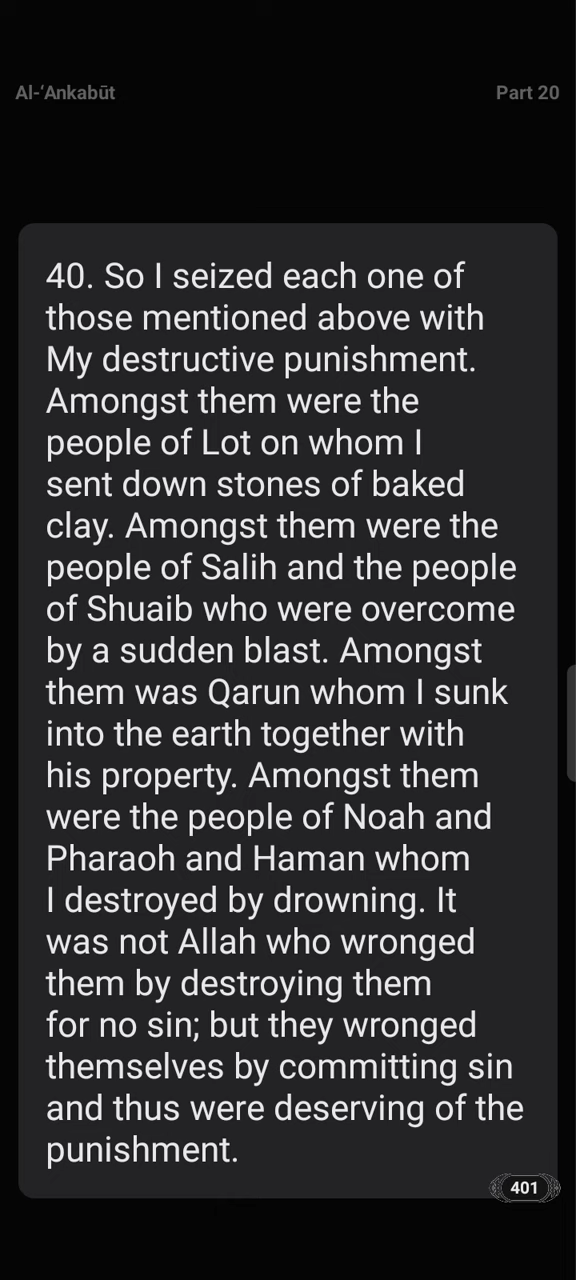 Al-‘Ankabūt Part 20
40. So I seized each one of
those mentioned above with
My destructive punishment.
Amongst them were the
people of Lot on whom I
sent down stones of baked
clay. Amongst them were the
people of Salih and the people
of Shuaib who were overcome
by a sudden blast. Amongst
them was Qarun whom I sunk
into the earth together with
his property. Amongst them
were the people of Noah and
Pharaoh and Haman whom
I destroyed by drowning. It
was not Allah who wronged
them by destroying them
for no sin; but they wronged
themselves by committing sin
and thus were deserving of the
punishment.
401